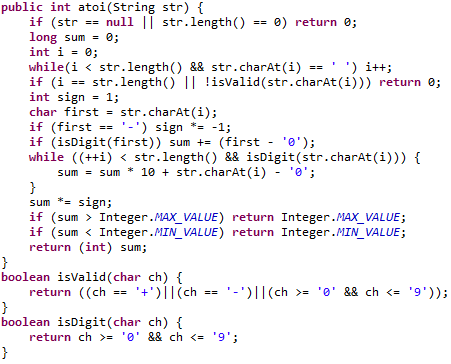 public int atoi(String str) {
    if (str == null || str.length() == 0) return 0;
    long sum = 0;
    int i = 0;
    while(i < str.length() && str.charAt(i) == ' ') i++;
    if (i == str.length() || !isValid(str.charAt(i))) return 0;
    int sign = 1;
    char first = str.charAt(i);
    if (first == '-') sign *= -1;
    if (isDigit(first)) sum += (first - '0');
    while ((++i) < str.length() && isDigit(str.charAt(i))) {
        sum = sum * 10 + str.charAt(i) - '0';
    }
    sum *= sign;
    if (sum > Integer.MAX_VALUE) return Integer.MAX_VALUE;
    if (sum < Integer.MIN_VALUE) return Integer.MIN_VALUE;
    return (int) sum;
}
boolean isValid(char ch) {
    return ((ch == '+')||(ch == '-')||(ch >= '0' && ch <= '9'));
}
boolean isDigit(char ch) {
    return ch >= '0' && ch <= '9';
}